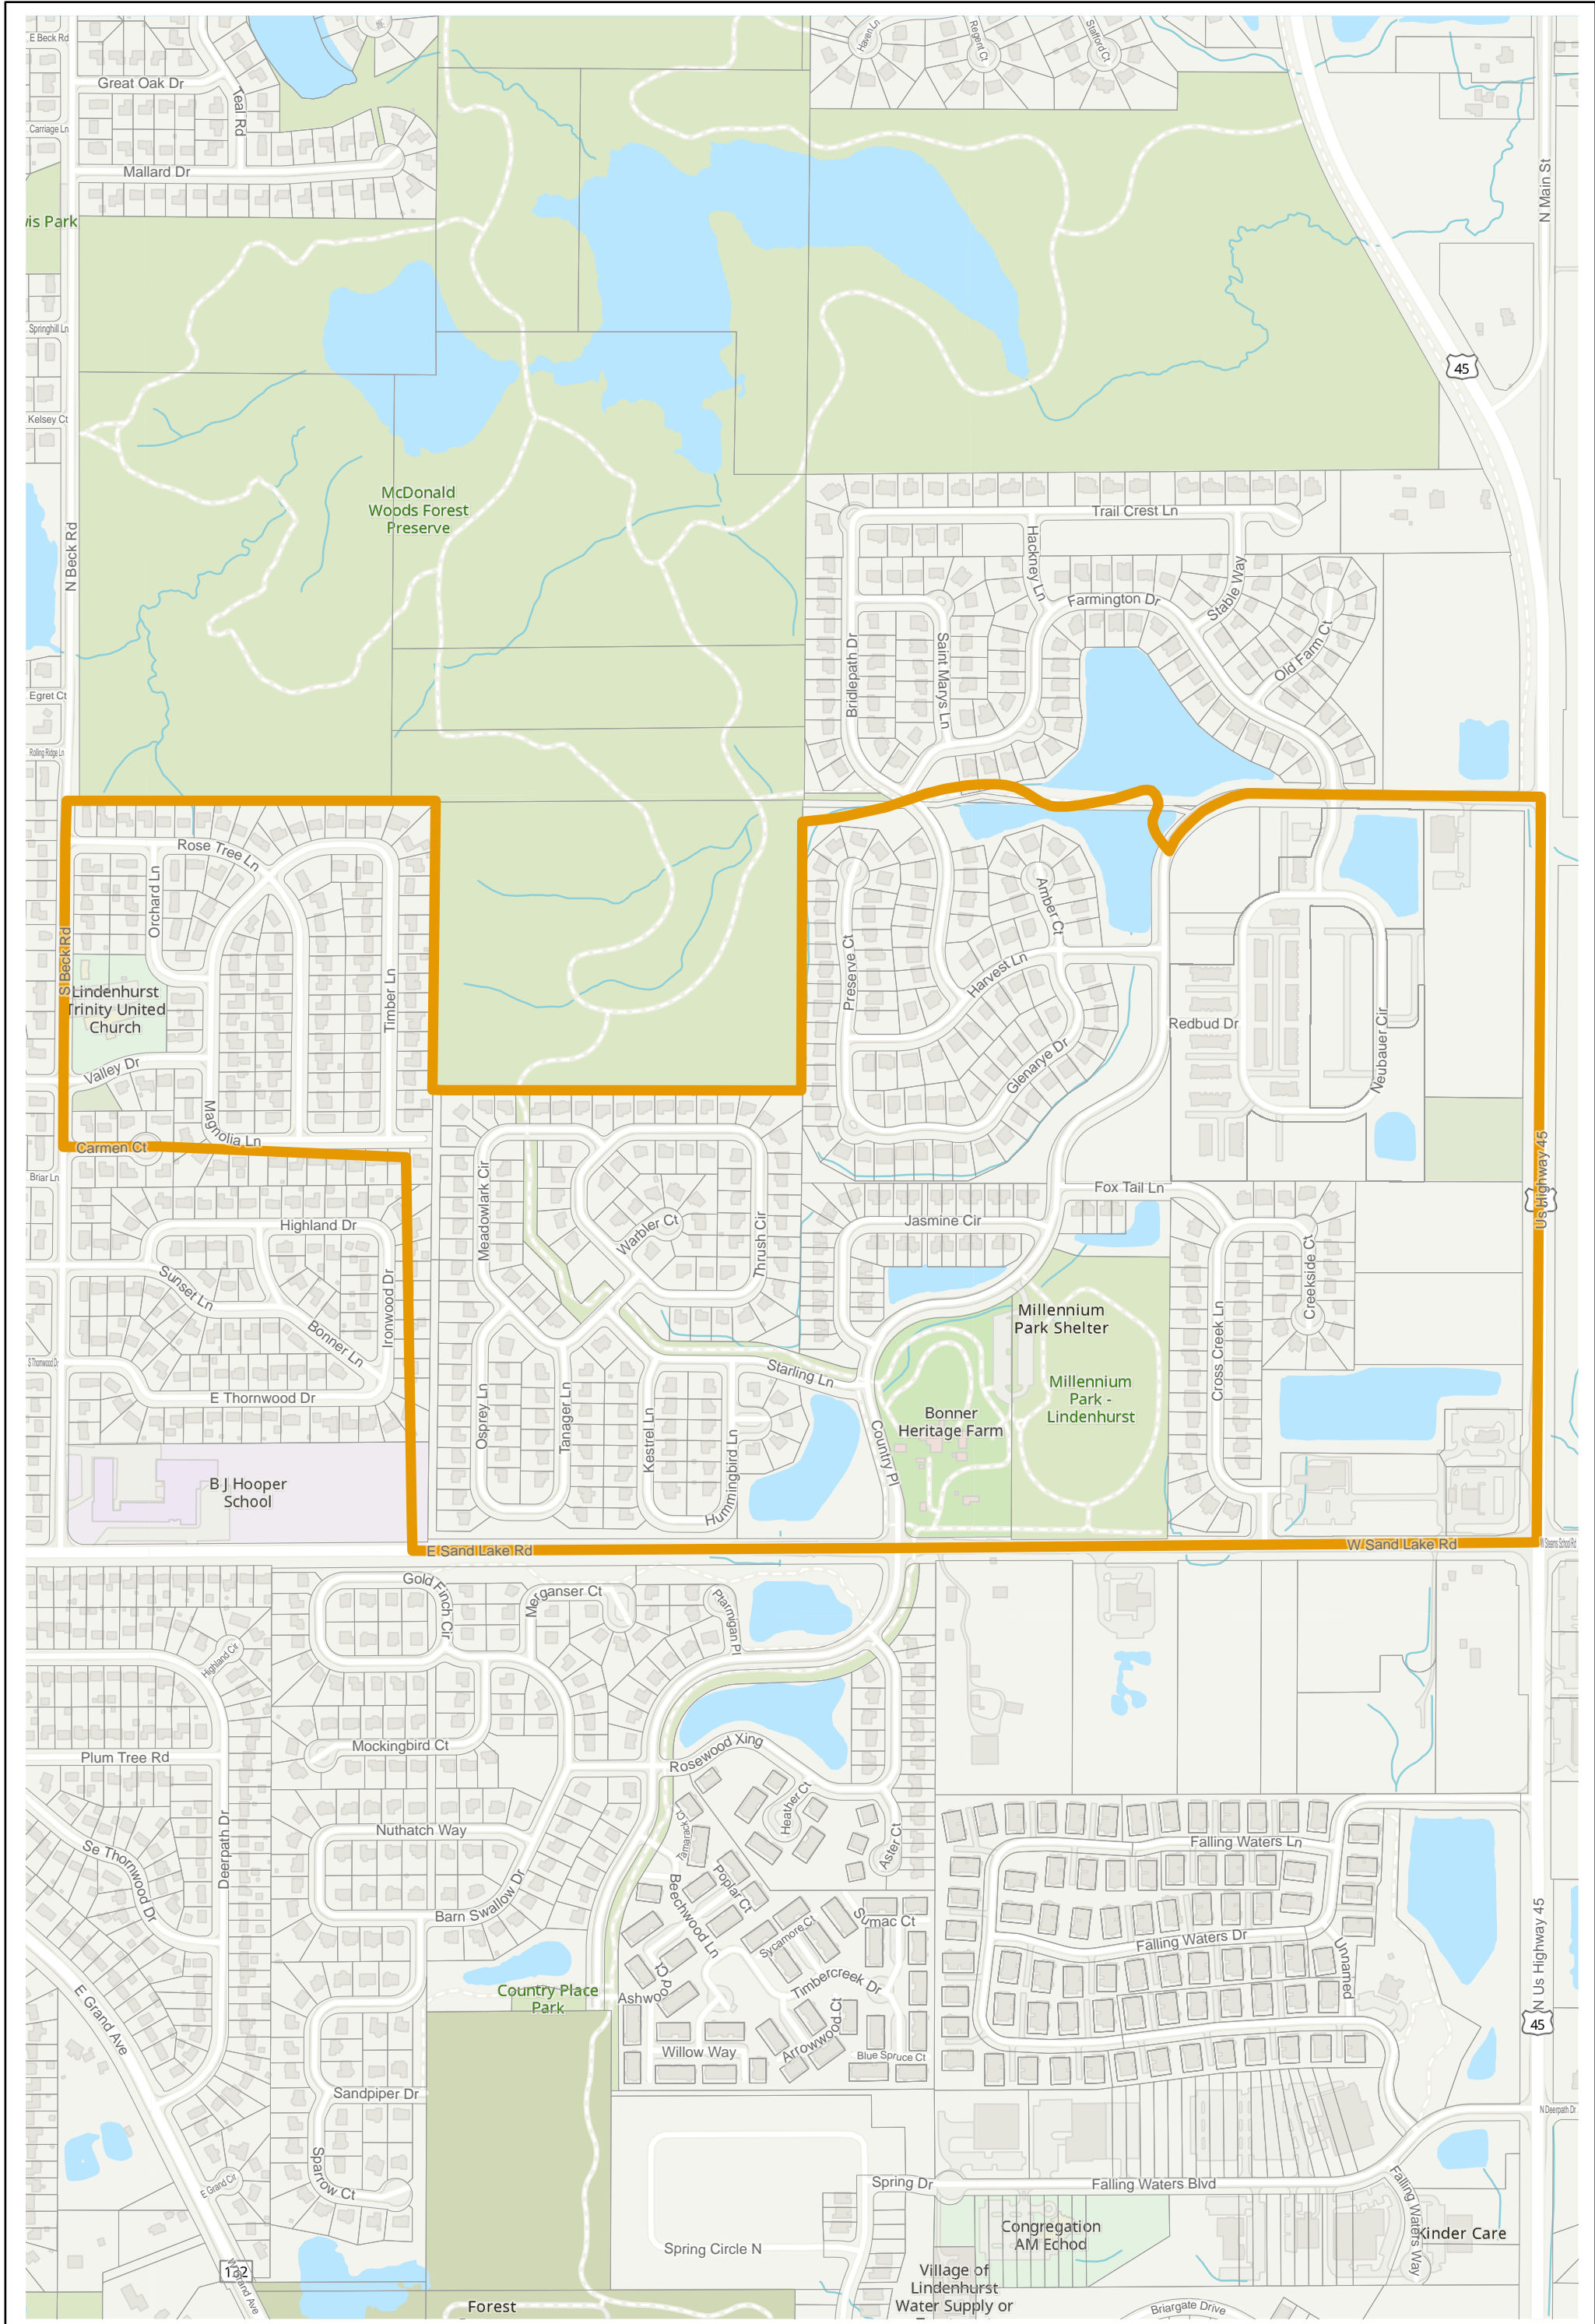 E Beck Rd
Great Oak Dr
Teal Rd
Carriage Ln
Mallard Dr
Haven Ln
Regent Ct
Stafford Ct
N Main St
vis Park
Springhill Ln
45
Kelsey Ct
McDonald
Woods Forest
Preserve
N Beck Rd
Trail Crest Ln
Hackney Ln
Stable Way
Farmington Dr
Old Farm Ct
Saint Marys Ln
Bridlepath Dr
Egret Ct
Rolling Ridge Ln
Rose Tree Ln
Orchard Ln
S Beck Rd
Lindenhurst
Trinity United
Church
Timber Ln
Valley Dr
Magnolia Ln
Carmen Ct
Briar Ln
Preserve Ct
Amber Ct
Harvest Ln
Glenarye Dr
Redbud Dr
Neubauer Cir
Us Highway 45
Fox Tail Ln
Jasmine Cir
Meadowlark Cir
Warbler Ct
Thrush Cir
Highland Dr
Sunset Ln
Bonner Ln
Ironwood Dr
S Thornwood Dr
E Thornwood Dr
B J Hooper
School
Osprey Ln
Tanager Ln
Kestrel Ln
Hummingbird Ln
Starling Ln
Country Pl
Millennium
Park Shelter
Millennium
Park -
Lindenhurst
Bonner
Heritage Farm
Cross Creek Ln
Creekside Ct
E Sand Lake Rd
W Sand Lake Rd
W Stearns School Rd
Gold Finch Cir
Merganser Ct
Ptarmigan Pl
Highland Cir
Mockingbird Ct
Plum Tree Rd
Rosewood Xing
Heather Ct
Tamarack Ct
Aster Ct
Nuthatch Way
Deerpath Dr
Se Thornwood Dr
Barn Swallow Dr
Poplar Ct
Beechwood Ln
Sycamore Ct
Sumac Ct
Falling Waters Ln
Falling Waters Dr
Unnamed
N Us Highway 45
45
Country Place
Park
Ashwood Ct
Timbercreek Dr
Arrowwood Ct
Willow Way
Blue Spruce Ct
E Grand Ave
Sandpiper Dr
Sparrow Ct
E Grand Cir
N Deerpath Dr
Spring Dr
Falling Waters Blvd
Falling Waters Way
Kinder Care
Congregation
AM Echod
Spring Circle N
132
W Grand Ave
Village of
Lindenhurst
Water Supply or
Forest
Briargate Drive